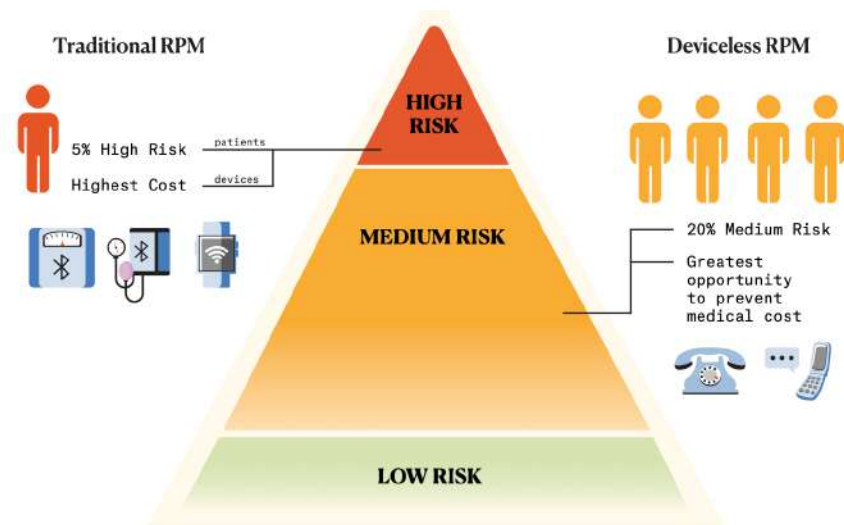 Traditional RPM
5% High Risk
patients
Highest Cost
devices
HIGH
RISK
MEDIUM RISK
LOW RISK
Deviceless RPM
20% Medium Risk
Greatest
opportunity
to prevent
medical cost